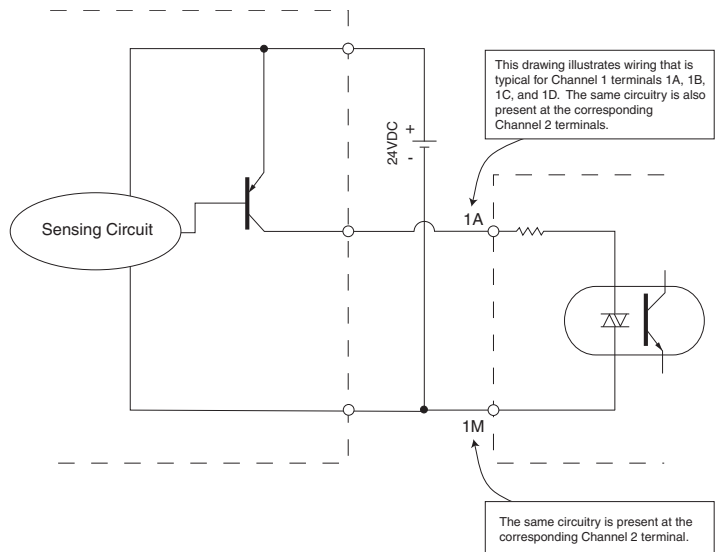 This drawing illustrates wiring that is
typical for Channel 1 terminals 1A, 1B,
1C, and 1D.  The same circuitry is also
present at the corresponding
Channel 2 terminals.
24VDC
+
-
1A
Sensing Circuit
1M
The same circuitry is present at the
corresponding Channel 2 terminal.